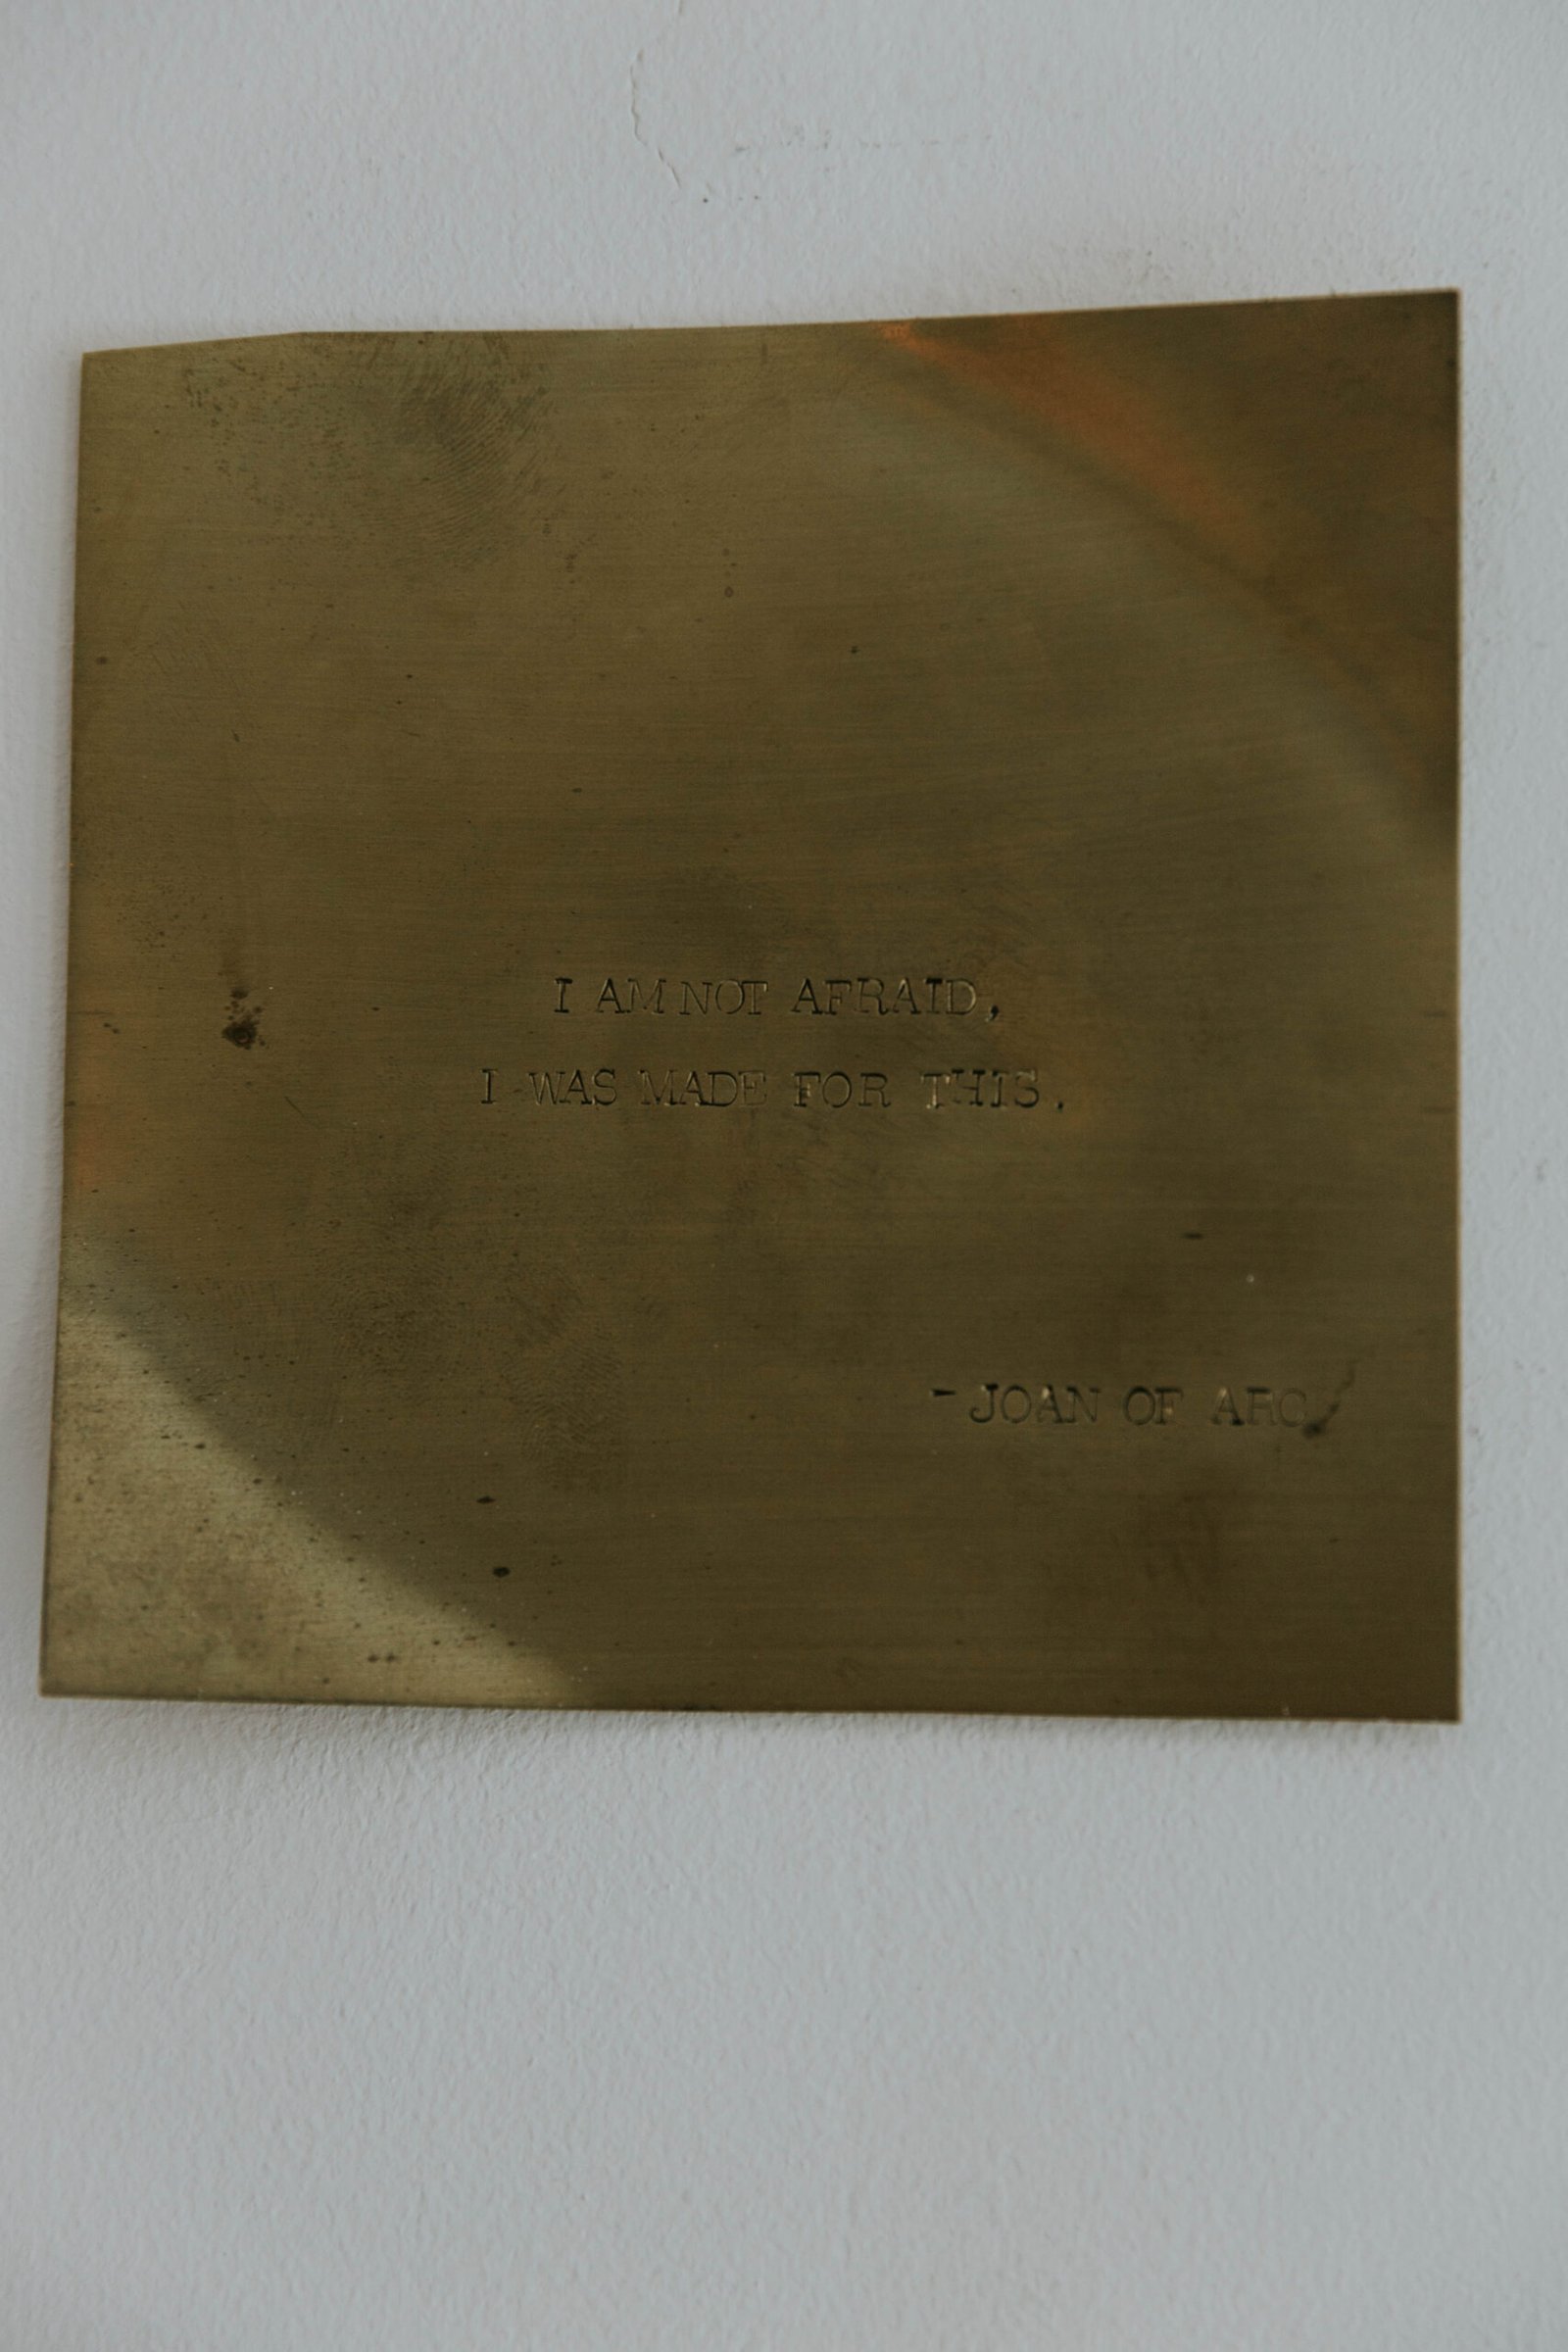 I AM NOT AFRAID,
I WAS MADE FOR THIS.
- JOAN OF ARC